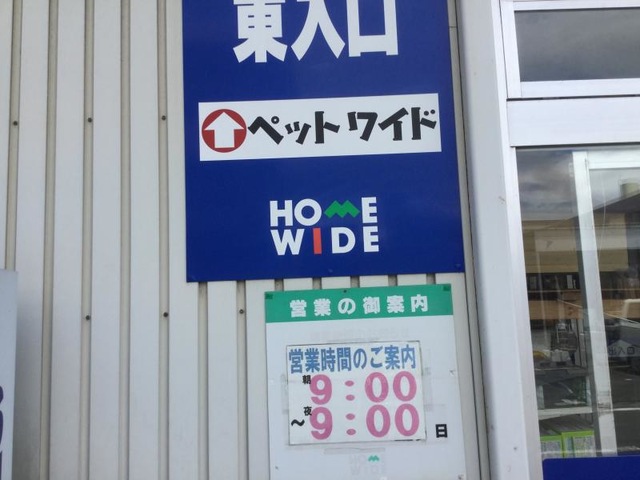 東入口
ペットワイド
HOME
WIDE
営業の御案内
営業時間のご案内
朝 9:00
～夜 9:00
日
HOME